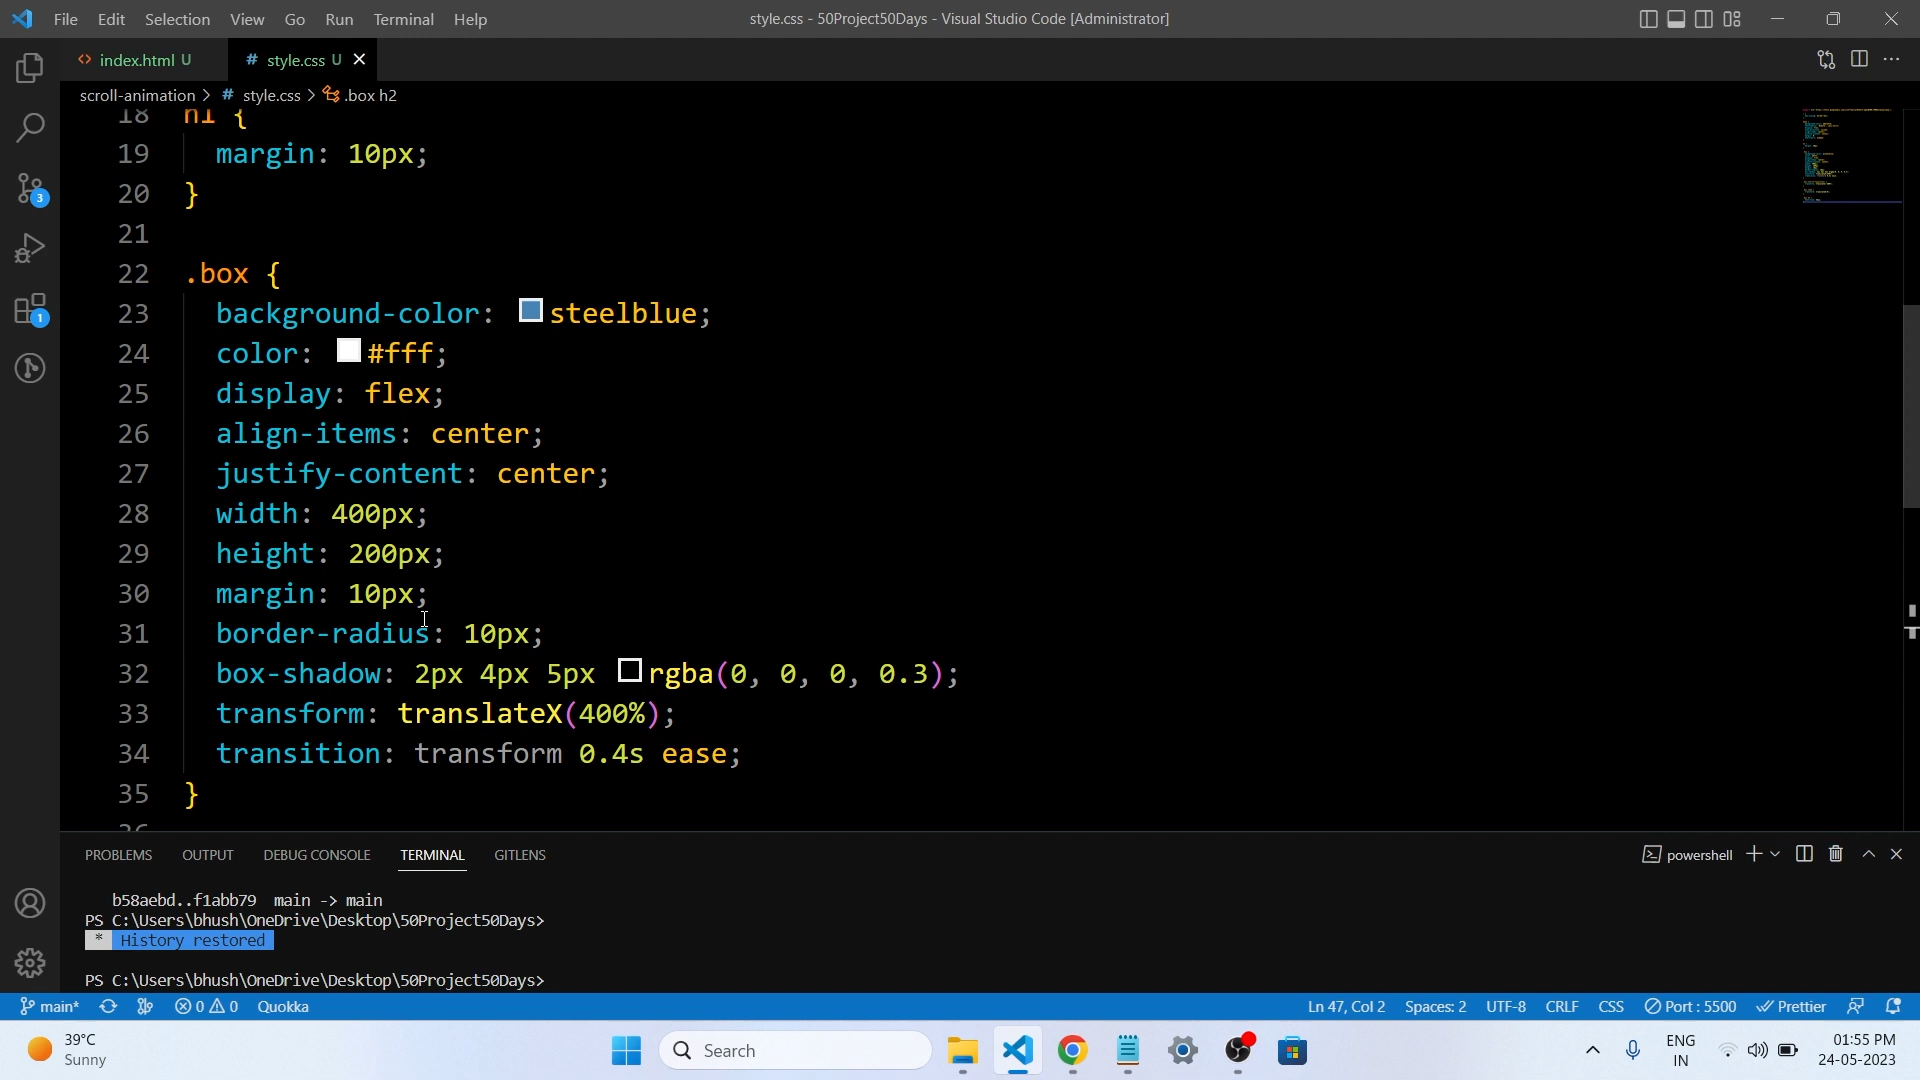 File Edit Selection View Go Run Terminal Help
style.css - 50Project50Days - Visual Studio Code [Administrator]
index.html U
# style.css U
scroll-animation > # style.css > .box h2
18 h1 {
19 margin: 10px;
20 }
21
22 .box {
23 background-color: steelblue;
24 color: #fff;
25 display: flex;
26 align-items: center;
27 justify-content: center;
28 width: 400px;
29 height: 200px;
30 margin: 10px;
31 border-radius: 10px;
32 box-shadow: 2px 4px 5px rgba(0, 0, 0, 0.3);
33 transform: translateX(400%);
34 transition: transform 0.4s ease;
35 }
36
3
1
PROBLEMS OUTPUT DEBUG CONSOLE TERMINAL GITLENS
powershell
b58aebd..f1abb79 main -> main
PS C:\Users\bhush\OneDrive\Desktop\50Project50Days>
* History restored
PS C:\Users\bhush\OneDrive\Desktop\50Project50Days>
main* 0 0 Quokka
Ln 47, Col 2 Spaces: 2 UTF-8 CRLF CSS Port : 5500 Prettier
39°C
Sunny
Search
ENG
IN
01:55 PM
24-05-2023